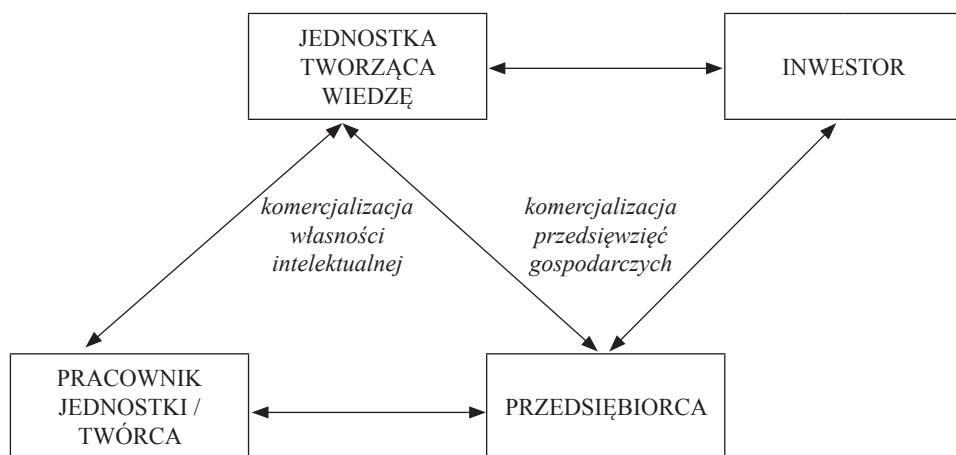 JEDNOSTKA
TWORZĄCA
WIEDZĘ
INWESTOR
komercjalizacja
własności
intelektualnej
komercjalizacja
przedsięwzięć
gospodarczych
PRACOWNIK
JEDNOSTKI /
TWÓRCA
PRZEDSIĘBIORCA